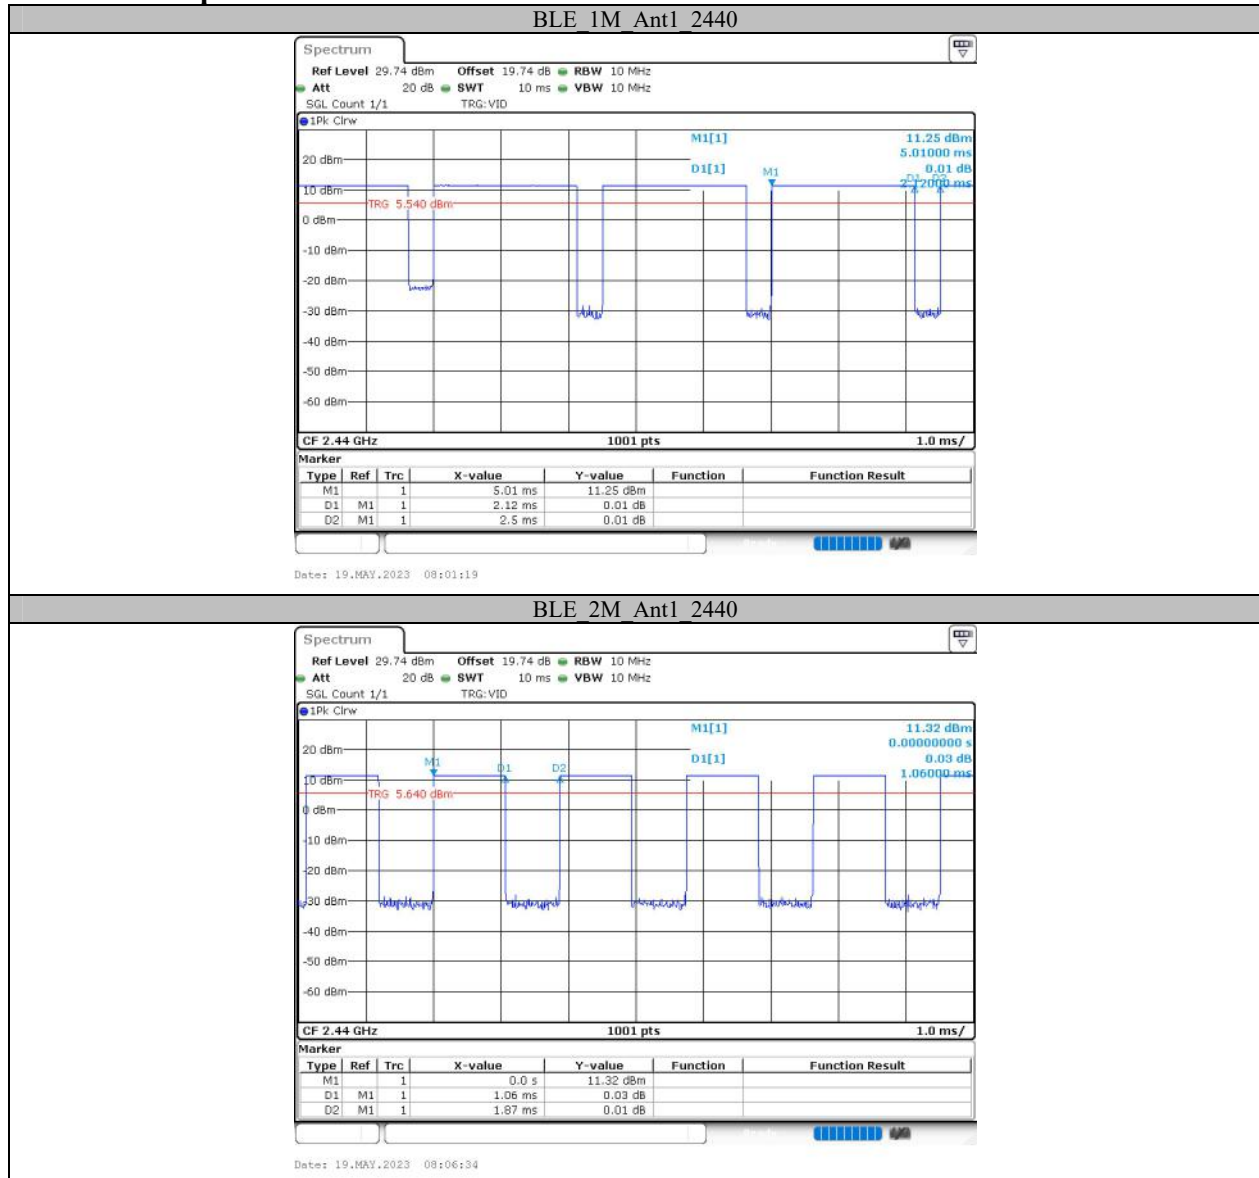 BLE_1M_Ant1_2440
Spectrum
Ref Level 29.74 dBm Offset 19.74 dB RBW 10 MHz
Att 20 dB SWT 10 ms VBW 10 MHz
SGL Count 1/1 TRG:VID
1Pk Clrw
M1[1] 11.25 dBm
5.01000 ms
20 dBm
D1[1] 0.01 dB
M1
2.12000 ms
D1 D2
10 dBm
TRG 5.540 dBm
0 dBm
-10 dBm
-20 dBm
-30 dBm
-40 dBm
-50 dBm
-60 dBm
CF 2.44 GHz 1001 pts 1.0 ms/
Marker
Type Ref Trc X-value Y-value Function Function Result
M1 1 5.01 ms 11.25 dBm
D1 M1 1 2.12 ms 0.01 dB
D2 M1 1 2.5 ms 0.01 dB
Date: 19.MAY.2023 08:01:19
BLE_2M_Ant1_2440
Spectrum
Ref Level 29.74 dBm Offset 19.74 dB RBW 10 MHz
Att 20 dB SWT 10 ms VBW 10 MHz
SGL Count 1/1 TRG:VID
1Pk Clrw
M1[1] 11.32 dBm
0.00000000 s
20 dBm
D1[1] 0.03 dB
M1 D1 D2
1.06000 ms
10 dBm
TRG 5.640 dBm
0 dBm
-10 dBm
-20 dBm
-30 dBm
-40 dBm
-50 dBm
-60 dBm
CF 2.44 GHz 1001 pts 1.0 ms/
Marker
Type Ref Trc X-value Y-value Function Function Result
M1 1 0.0 s 11.32 dBm
D1 M1 1 1.06 ms 0.03 dB
D2 M1 1 1.87 ms 0.01 dB
Date: 19.MAY.2023 08:06:34